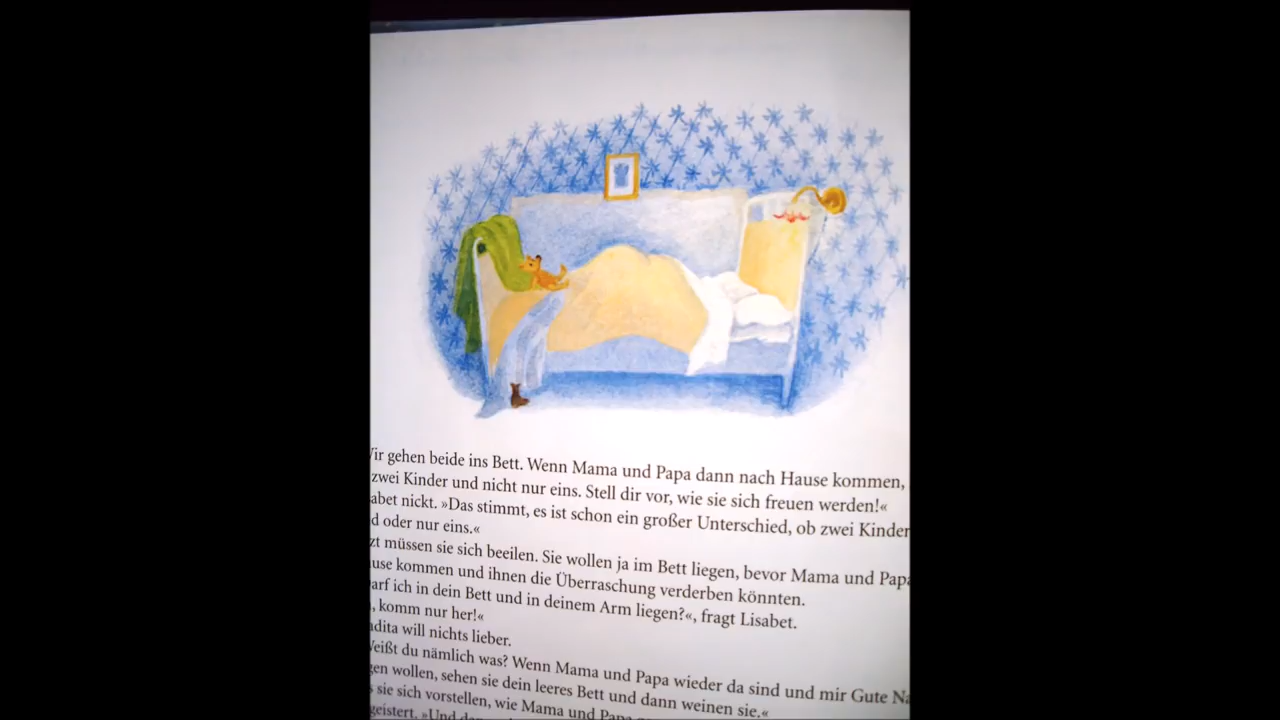 Wir gehen beide ins Bett. Wenn Mama und Papa dann nach Hause kommen,
zwei Kinder und nicht nur eins. Stell dir vor, wie sie sich freuen werden!«
abet nickt. »Das stimmt, es ist schon ein großer Unterschied, ob zwei Kinder
d oder nur eins.«
zt müssen sie sich beeilen. Sie wollen ja im Bett liegen, bevor Mama und Papa
use kommen und ihnen die Überraschung verderben könnten.
arf ich in dein Bett und in deinem Arm liegen?«, fragt Lisabet.
, komm nur her!«
adita will nichts lieber.
Weißt du nämlich was? Wenn Mama und Papa wieder da sind und mir Gute Na
gen wollen, sehen sie dein leeres Bett und dann weinen sie.«
s sie sich vorstellen, wie Mama und Papa
geistert. »Und